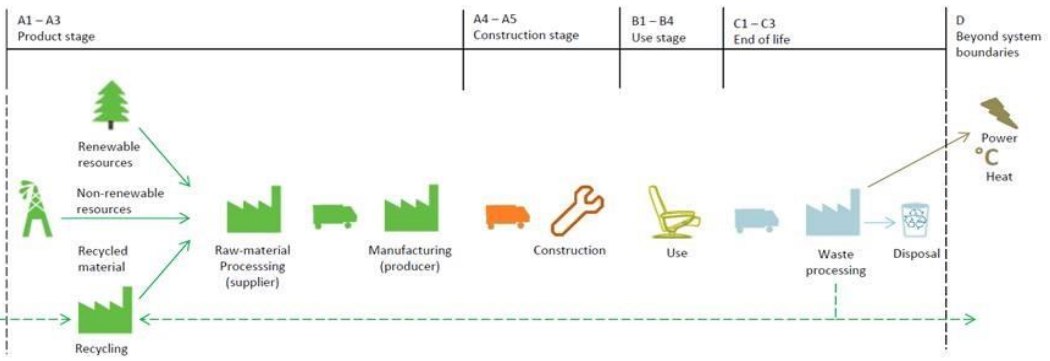 A1 – A3
Product stage
A4 – A5
Construction stage
B1 – B4
Use stage
C1 – C3
End of life
D
Beyond system
boundaries
Renewable
resources
Non-renewable
resources
Recycled
material
Recycling
Raw-material
Processsing
(supplier)
Manufacturing
(producer)
Construction
Use
Waste
processing
Disposal
Power
°C
Heat